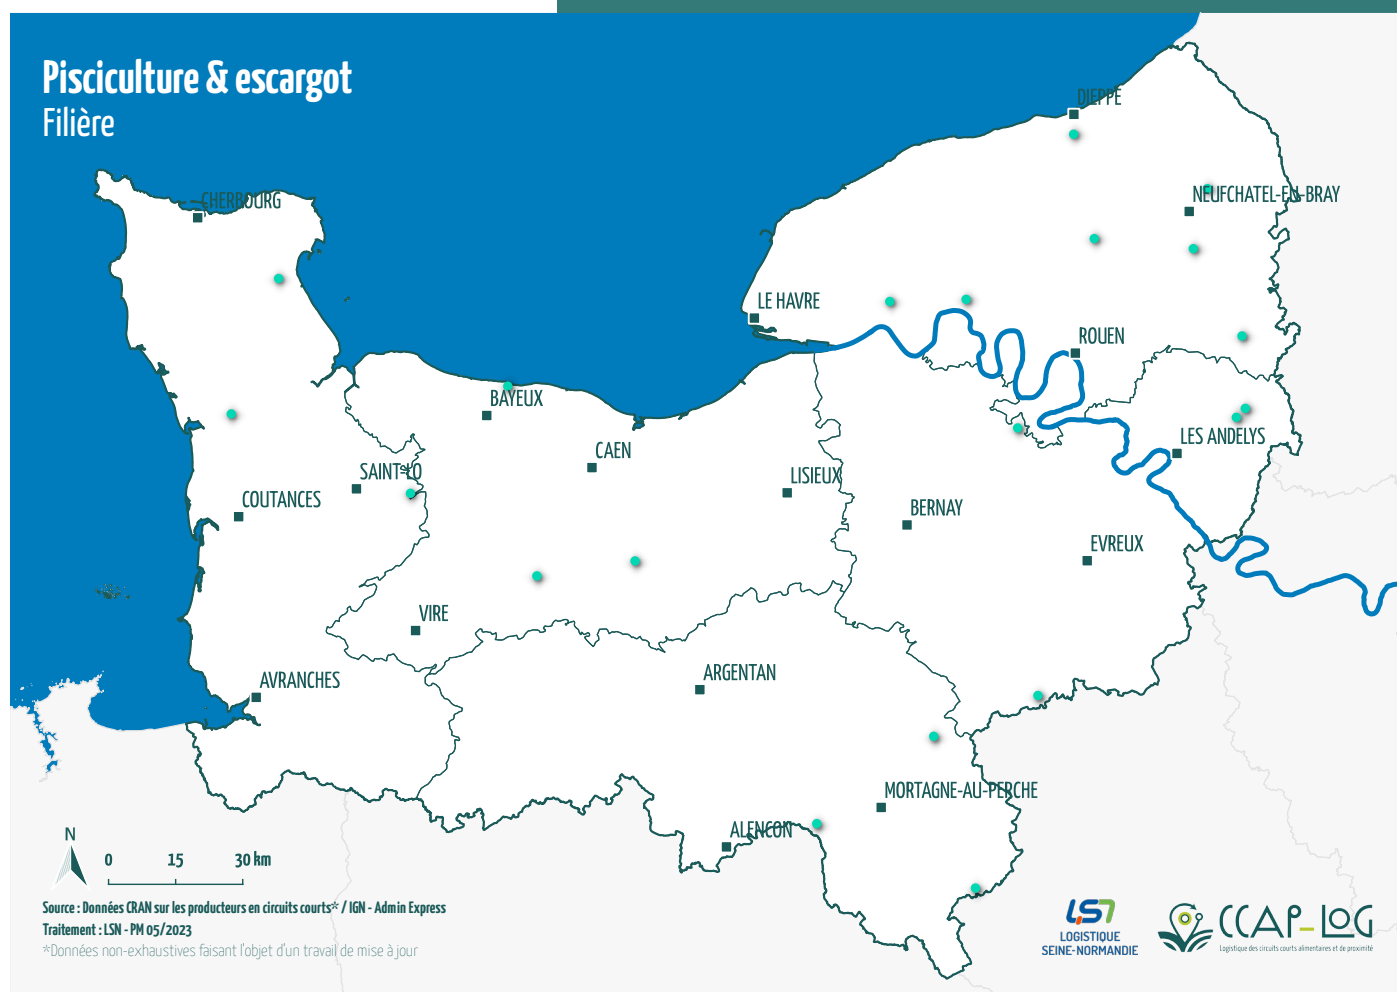 Pisciculture & escargot
Filière
DIEPPE
CHERBOURG
NEUFCHATEL-EN-BRAY
LE HAVRE
ROUEN
BAYEUX
CAEN
LES ANDELYS
SAINT-LO
LISIEUX
COUTANCES
BERNAY
EVREUX
VIRE
ARGENTAN
AVRANCHES
MORTAGNE-AU-PERCHE
ALENCON
N
0 15 30 km
Source : Données CRAN sur les producteurs en circuits courts* / IGN - Admin Express
Traitement : LSN - PM 05/2023
*Données non-exhaustives faisant l'objet d'un travail de mise à jour
LSN
LOGISTIQUE
SEINE-NORMANDIE
CCAP-LOG
Logistique des circuits courts alimentaires et de proximité